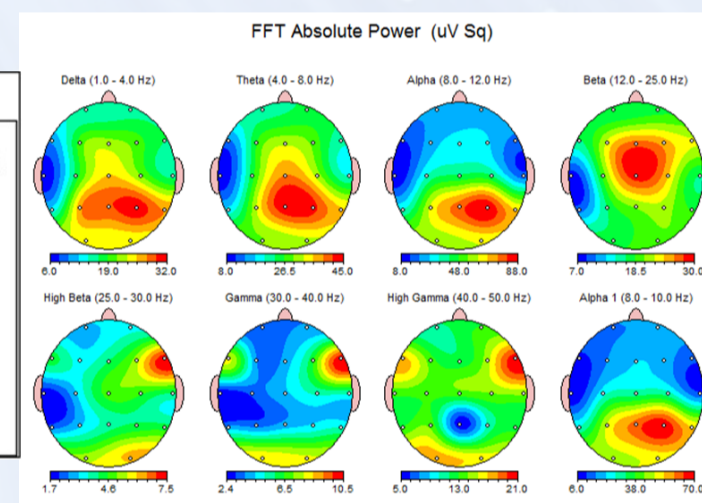 FFT Absolute Power (uV Sq)
Delta (1.0 - 4.0 Hz)
Theta (4.0 - 8.0 Hz)
Alpha (8.0 - 12.0 Hz)
Beta (12.0 - 25.0 Hz)
6.0 19.0 32.0
8.0 26.5 45.0
8.0 48.0 88.0
7.0 18.5 30.0
High Beta (25.0 - 30.0 Hz)
Gamma (30.0 - 40.0 Hz)
High Gamma (40.0 - 50.0 Hz)
Alpha 1 (8.0 - 10.0 Hz)
1.7 4.6 7.5
2.4 6.5 10.5
5.0 13.0 21.0
6.0 38.0 70.0